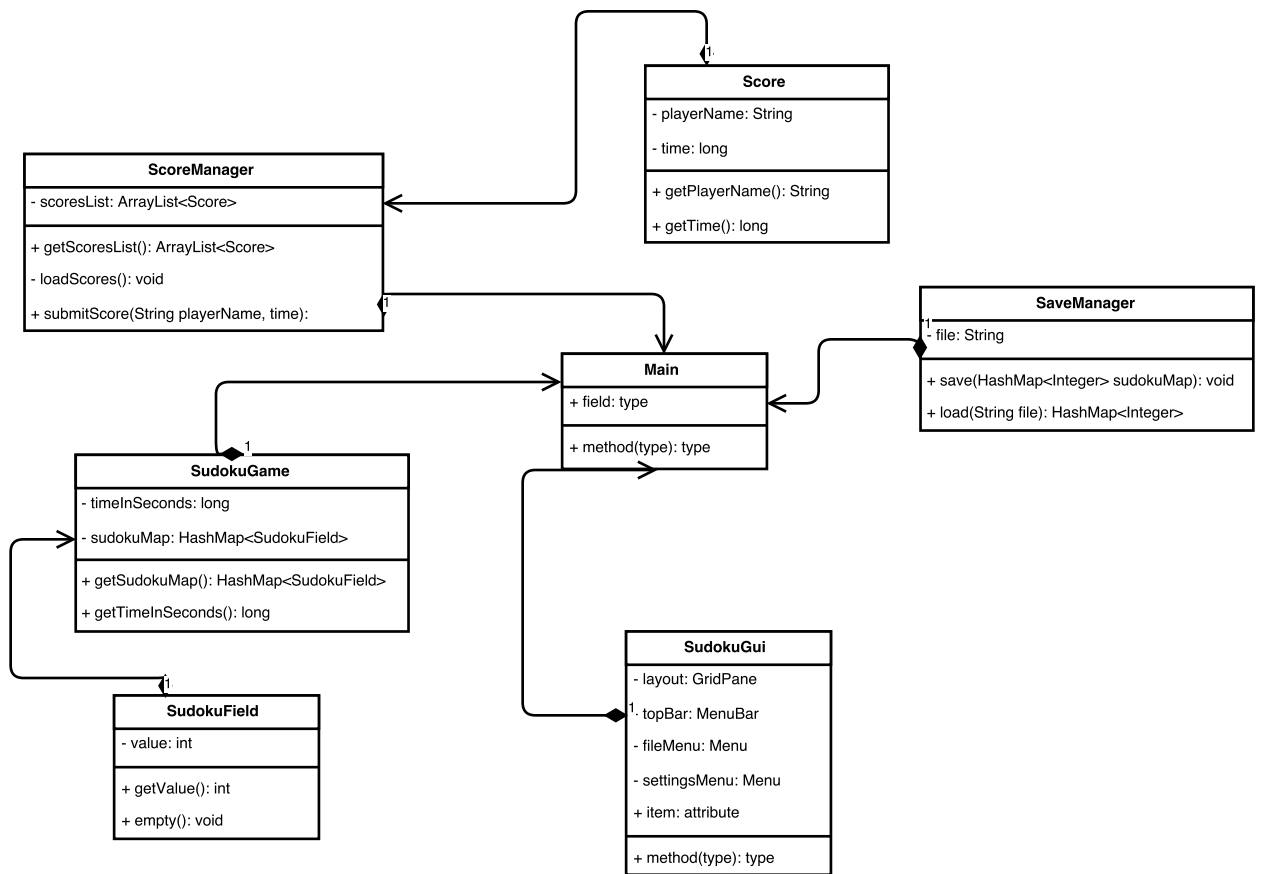 1
Score
- playerName: String
- time: long
+ getPlayerName(): String
+ getTime(): long
ScoreManager
- scoresList: ArrayList<Score>
+ getScoresList(): ArrayList<Score>
- loadScores(): void
+ submitScore(String playerName, time):
1
SaveManager
1
- file: String
+ save(HashMap<Integer> sudokuMap): void
+ load(String file): HashMap<Integer>
Main
+ field: type
+ method(type): type
1
SudokuGame
- timeInSeconds: long
- sudokuMap: HashMap<SudokuField>
+ getSudokuMap(): HashMap<SudokuField>
+ getTimeInSeconds(): long
1
SudokuField
- value: int
+ getValue(): int
+ empty(): void
SudokuGui
- layout: GridPane
1
- topBar: MenuBar
- fileMenu: Menu
- settingsMenu: Menu
+ item: attribute
+ method(type): type